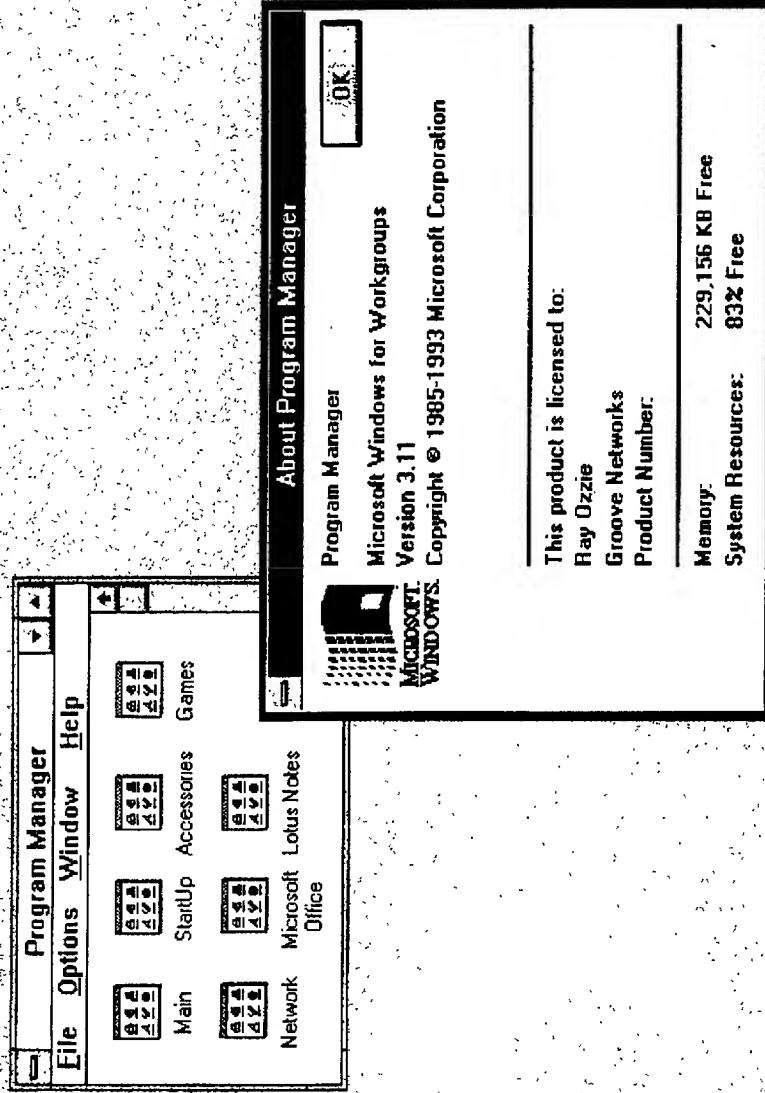 Program Manager
File Options Window Help
Main StartUp Accessories Games
Network Microsoft Office Lotus Notes
About Program Manager
MICROSOFT.
WINDOWS.
Program Manager
OK
Microsoft Windows for Workgroups
Version 3.11
Copyright © 1985-1993 Microsoft Corporation
This product is licensed to:
Ray Ozzie
Groove Networks
Product Number:
Memory: 229,156 KB Free
System Resources: 83% Free